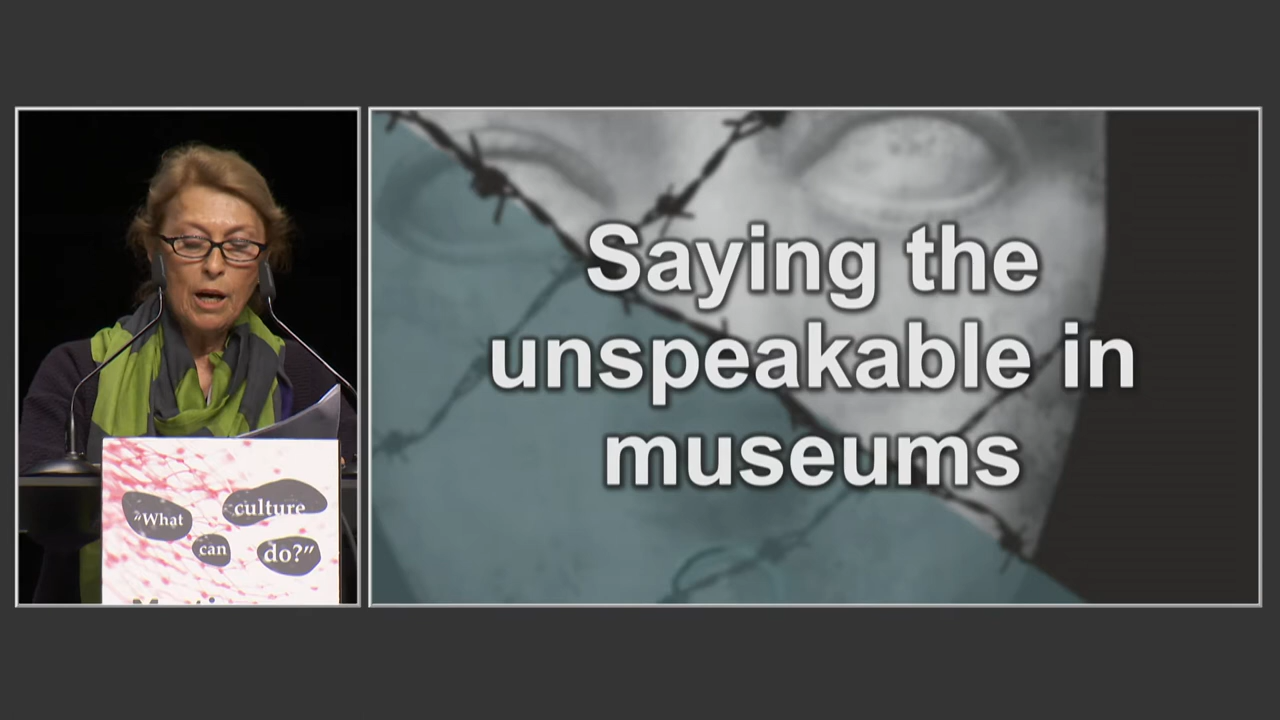 "What
culture
can
do?"
Saying the
unspeakable in
museums